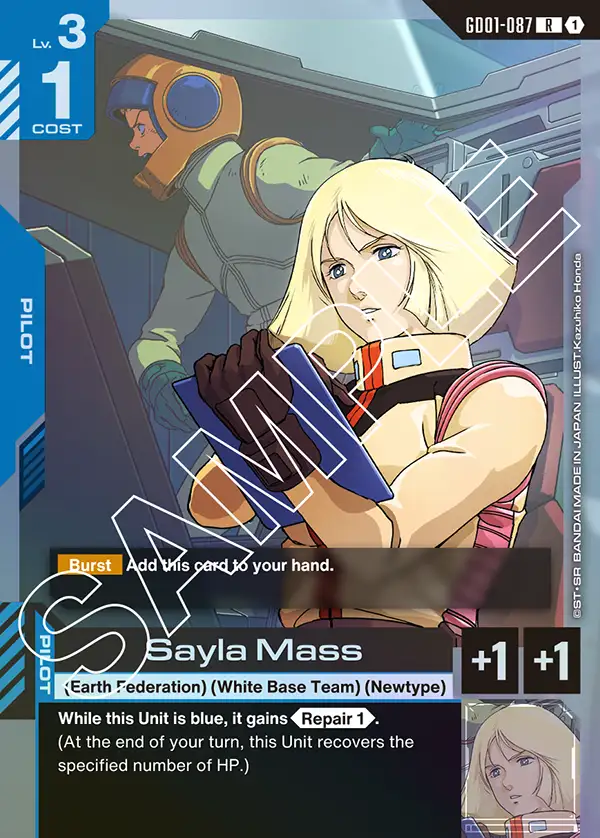 Lv. 3
GD01-087 R 1
1
COST
PILOT
SAMPLE
©ST・SR BANDAI MADE IN JAPAN ILLUST.Kazuhiko Honda
Burst Add this card to your hand.
PILOT
Sayla Mass
+1 +1
(Earth Federation) (White Base Team) (Newtype)
While this Unit is blue, it gains Repair 1.
(At the end of your turn, this Unit recovers the
specified number of HP.)